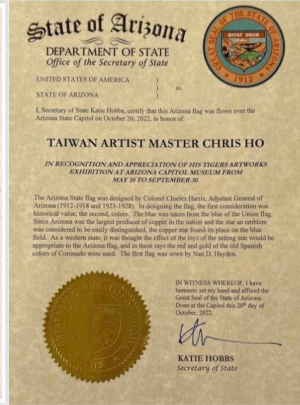 State of Arizona
DEPARTMENT OF STATE
Office of the Secretary of State
DITAT DEUS
1912
UNITED STATES OF AMERICA )
) ss
STATE OF ARIZONA )
I, Secretary of State Katie Hobbs, certify that this Arizona flag was flown over the
Arizona State Capitol on October 20, 2022, in honor of:
TAIWAN ARTIST MASTER CHRIS HO
IN RECOGNITION AND APPRECIATION OF HIS TIGERS ARTWORKS
EXHIBITION AT ARIZONA CAPITOL MUSEUM FROM
MAY 10 TO SEPTEMBER 30.
The Arizona State flag was designed by Colonel Charles Harris, Adjutant General of
Arizona (1912-1918 and 1923-1928). In designing the flag, the first consideration was
historical value; the second, colors. The blue was taken from the blue of the Union flag.
Since Arizona was the largest producer of copper in the nation and the star an emblem
was considered to be easily distinguished, the copper star found its place on the blue
field. As a western state, it was thought the effect of the rays of the setting sun would be
appropriate to the Arizona flag, and in these rays the red and gold of the old Spanish
colors of Coronado were used. The first flag was sewn by Nan D. Hayden.
IN WITNESS WHEREOF, I have
hereunto set my hand and affixed the
Great Seal of the State of Arizona.
Done at the Capitol this 20th day of
October, 2022.
KATIE HOBBS
Secretary of State